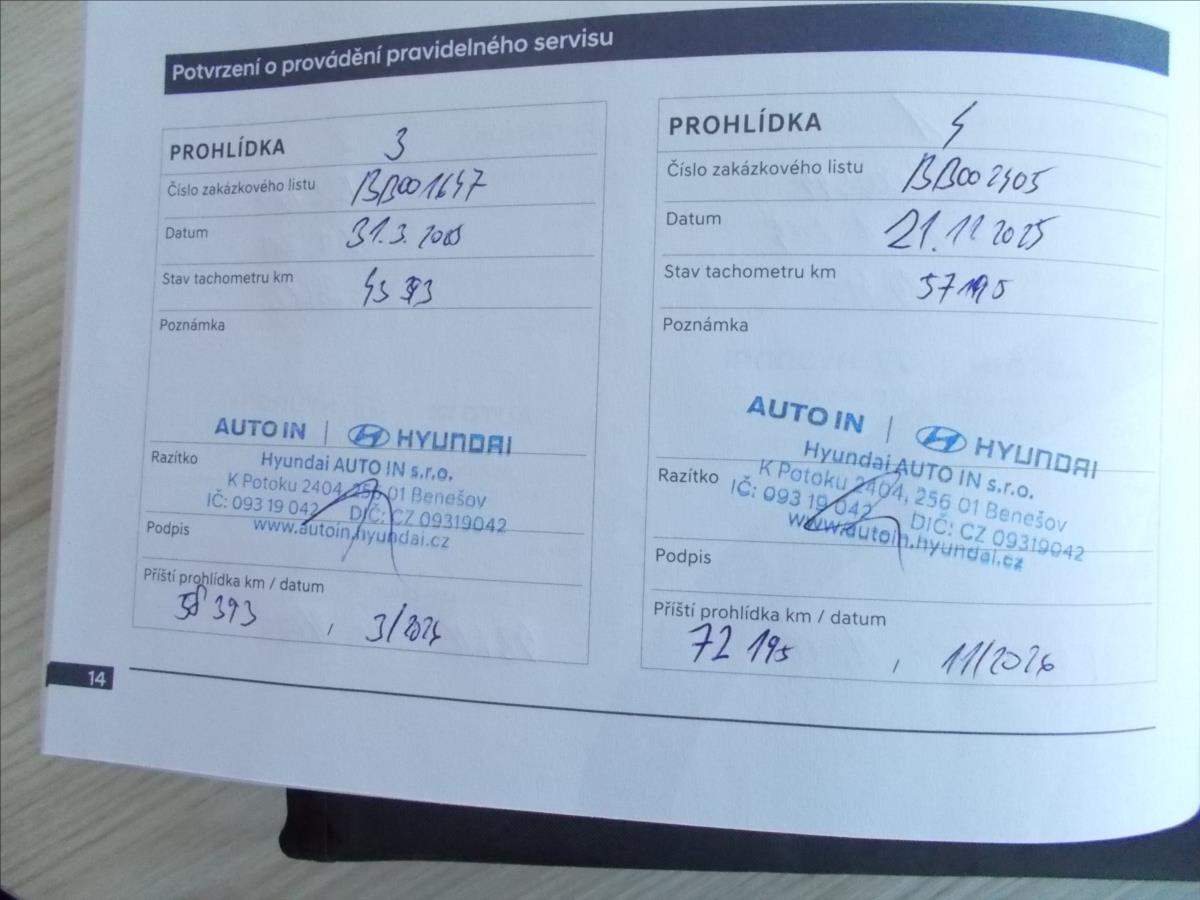 Potvrzení o provádění pravidelného servisu
PROHLÍDKA 3
Číslo zakázkového listu BB001647
Datum 31.3. 2025
Stav tachometru km 43 393
Poznámka
AUTO IN | HYUNDAI
Razítko
Hyundai AUTO IN s.r.o.
K Potoku 2404, 256 01 Benešov
IČ: 093 19 042 DIČ: CZ 09319042
www.autoin.hyundai.cz
Podpis
Příští prohlídka km / datum
58 393 / 3/2026
PROHLÍDKA 4
Číslo zakázkového listu BB002405
Datum 21.11 2025
Stav tachometru km 57195
Poznámka
AUTO IN | HYUNDAI
Razítko
Hyundai AUTO IN s.r.o.
K Potoku 2404, 256 01 Benešov
IČ: 093 19 042 DIČ: CZ 09319042
www.autoin.hyundai.cz
Podpis
Příští prohlídka km / datum
72 195 / 11/2026
14